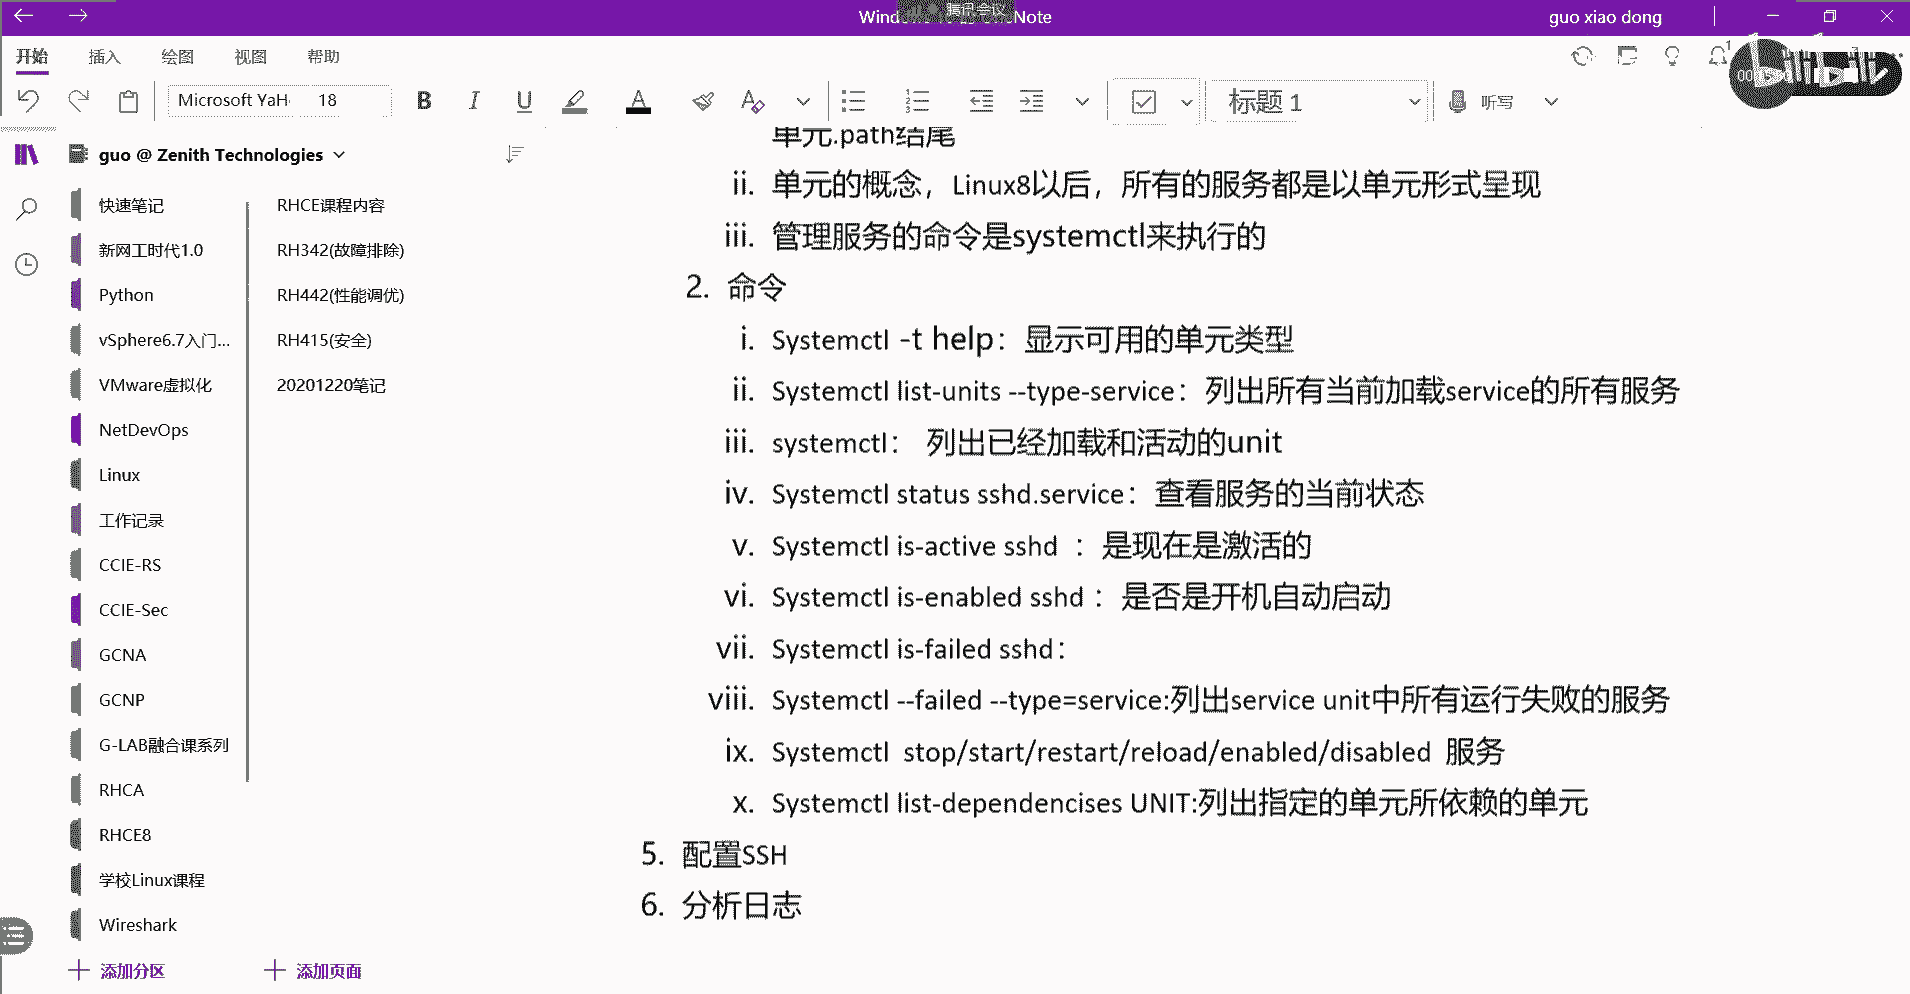 腾讯会议
guo xiao dong
开始 插入 绘图 视图 帮助
Microsoft YaH 18 B I U A 标题 1 听写
guo @ Zenith Technologies
快速笔记
新网工时代1.0
Python
vSphere6.7入门...
VMware虚拟化
NetDevOps
Linux
工作记录
CCIE-RS
CCIE-Sec
GCNA
GCNP
G-LAB融合课系列
RHCA
RHCE8
学校Linux课程
Wireshark
添加分区
RHCE课程内容
RH342(故障排除)
RH442(性能调优)
RH415(安全)
20201220笔记
添加页面
单元.path结尾
ii. 单元的概念，Linux8以后，所有的服务都是以单元形式呈现
iii. 管理服务的命令是systemctl来执行的
2. 命令
i. Systemctl -t help：显示可用的单元类型
ii. Systemctl list-units --type-service：列出所有当前加载service的所有服务
iii. systemctl： 列出已经加载和活动的unit
iv. Systemctl status sshd.service：查看服务的当前状态
v. Systemctl is-active sshd ：是现在是激活的
vi. Systemctl is-enabled sshd：是否是开机自动启动
vii. Systemctl is-failed sshd：
viii. Systemctl --failed --type=service:列出service unit中所有运行失败的服务
ix. Systemctl stop/start/restart/reload/enabled/disabled 服务
x. Systemctl list-dependencises UNIT:列出指定的单元所依赖的单元
5. 配置SSH
6. 分析日志